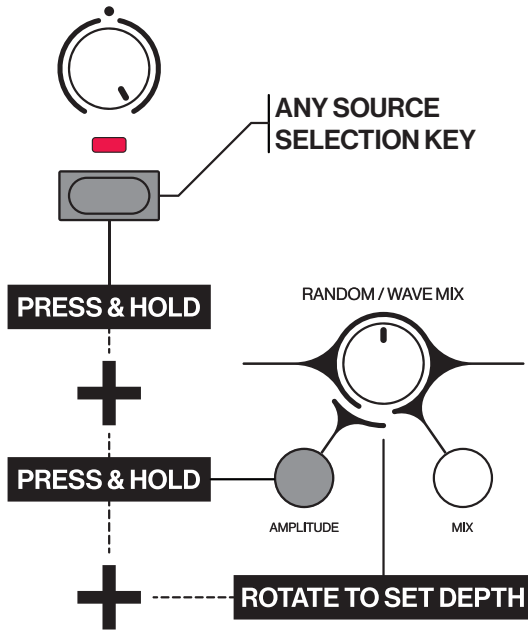 ANY SOURCE
SELECTION KEY
PRESS & HOLD
RANDOM / WAVE MIX
PRESS & HOLD
AMPLITUDE
MIX
ROTATE TO SET DEPTH